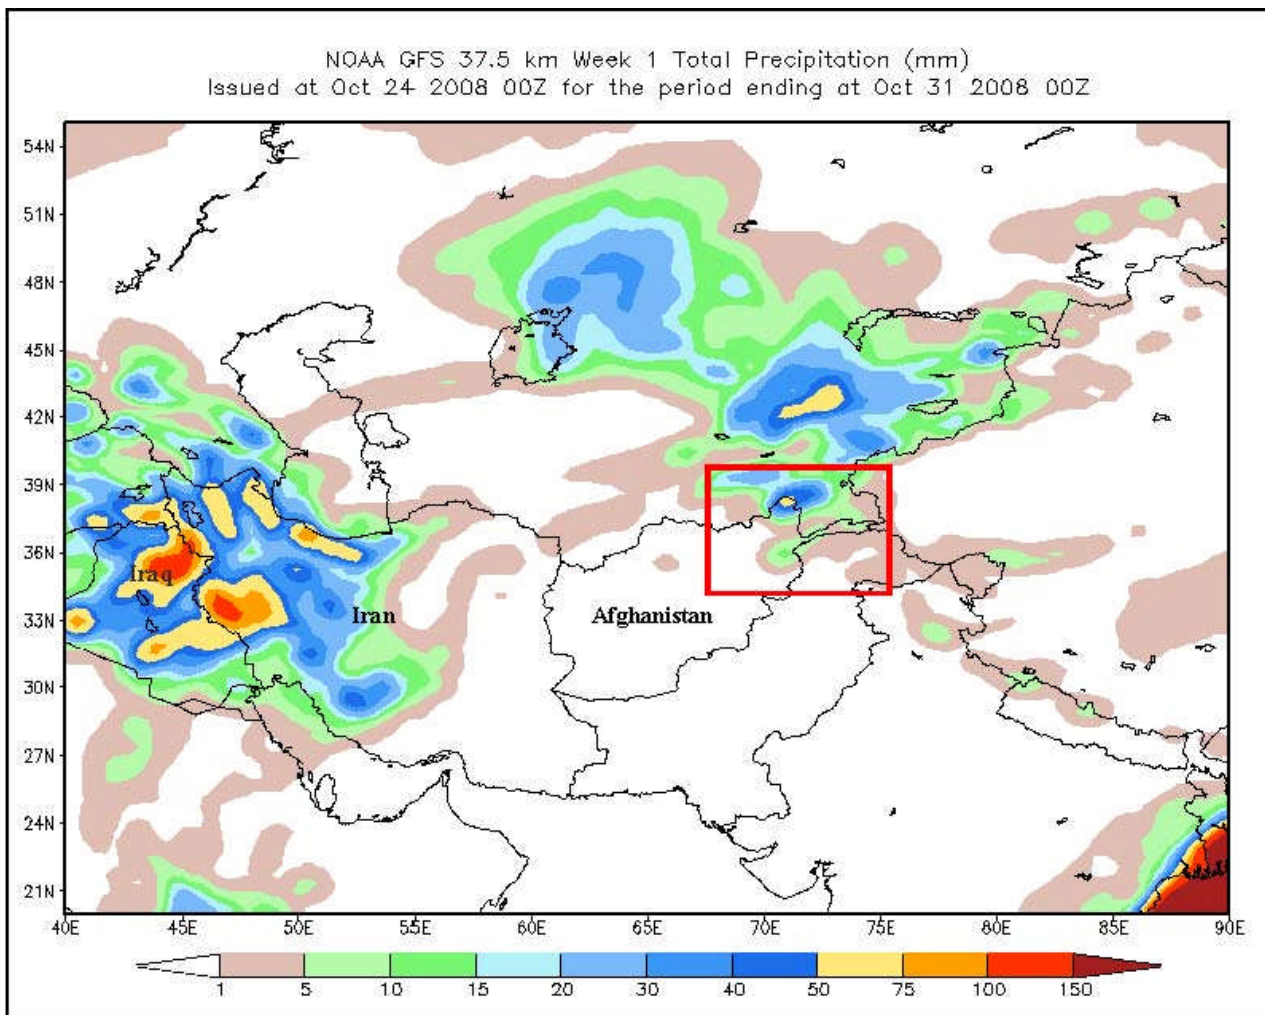 NOAA GFS 37.5 km Week 1 Total Precipitation (mm)
Issued at Oct 24 2008 00Z for the period ending at Oct 31 2008 00Z
54N
51N
48N
45N
42N
39N
36N
33N
30N
27N
24N
21N
Iraq
Iran
Afghanistan
40E 45E 50E 55E 60E 65E 70E 75E 80E 85E 90E
1 5 10 15 20 30 40 50 75 100 150